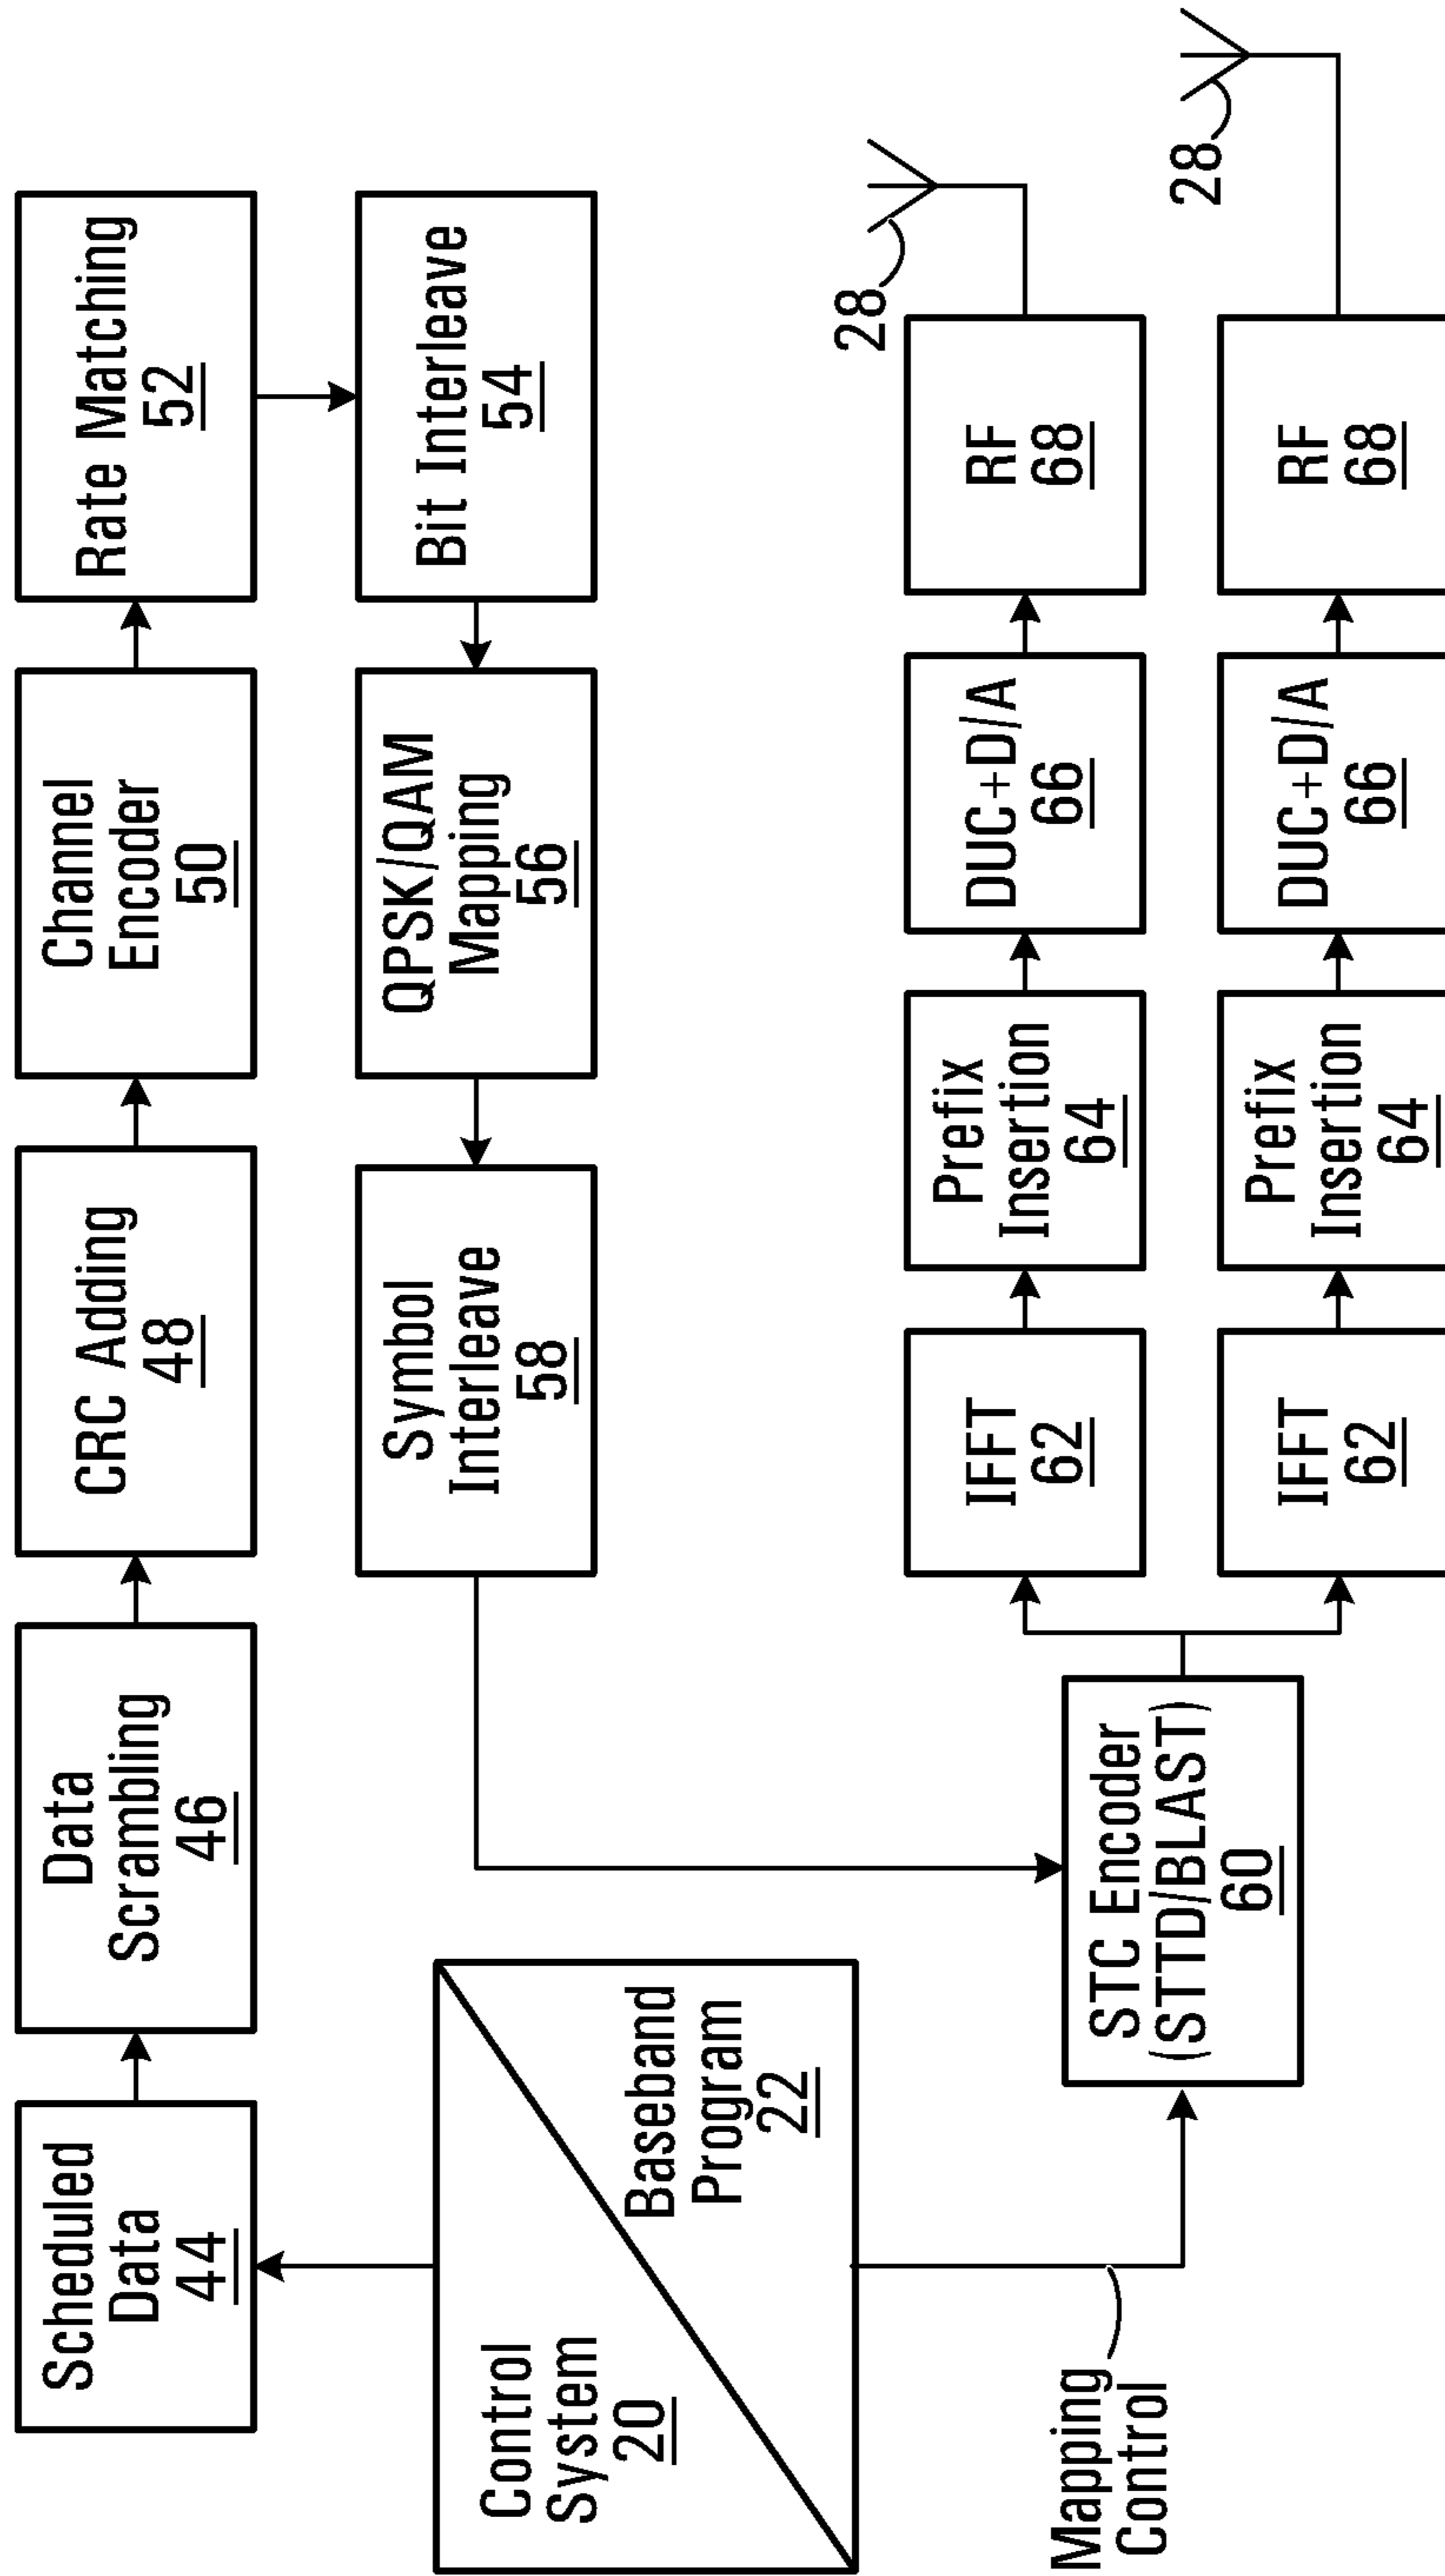 Scheduled
Data
44
Data
Scrambling
46
CRC Adding
48
Channel
Encoder
50
Rate Matching
52
Control
System
20
Baseband
Program
22
Symbol
Interleave
58
QPSK/QAM
Mapping
56
Bit Interleave
54
Mapping
Control
STC Encoder
(STTD/BLAST)
60
IFFT
62
Prefix
Insertion
64
DUC+D/A
66
RF
68
28
IFFT
62
Prefix
Insertion
64
DUC+D/A
66
RF
68
28